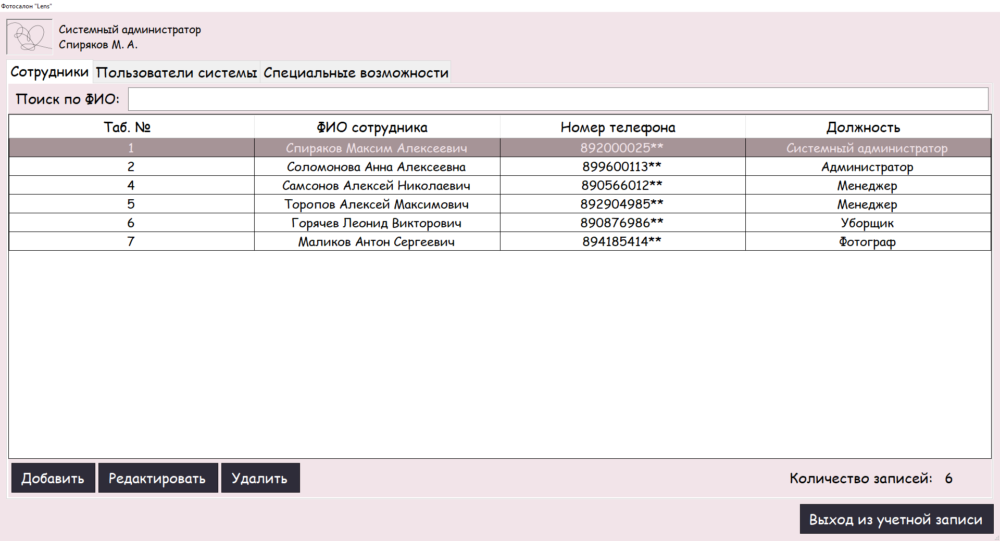 Фотосалон "Lens"
Системный администратор
Спиряков М. А.
Сотрудники Пользователи системы Специальные возможности
Поиск по ФИО:
Таб. № ФИО сотрудника Номер телефона Должность
1 Спиряков Максим Алексеевич 892000025** Системный администратор
2 Соломонова Анна Алексеевна 899600113** Администратор
4 Самсонов Алексей Николаевич 890566012** Менеджер
5 Торопов Алексей Максимович 892904985** Менеджер
6 Горячев Леонид Викторович 890876986** Уборщик
7 Маликов Антон Сергеевич 894185414** Фотограф
Добавить Редактировать Удалить Количество записей: 6
Выход из учетной записи